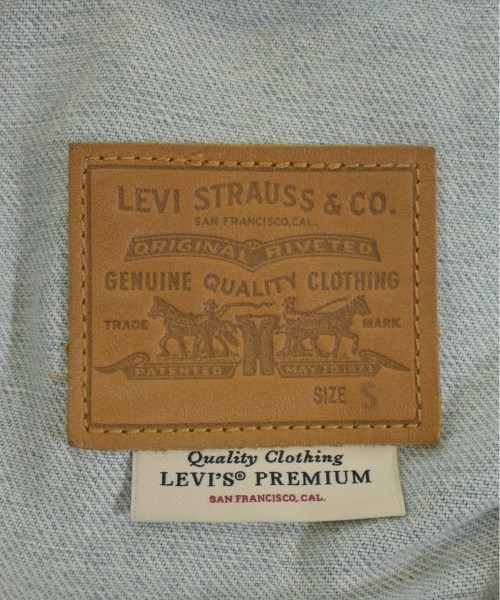 LEVI STRAUSS & CO.
SAN FRANCISCO, CAL.
ORIGINAL RIVETED
GENUINE QUALITY CLOTHING
TRADE MARK
PATENTED MAY 20 1873
SIZE S
Quality Clothing
LEVI'S® PREMIUM
SAN FRANCISCO, CAL.